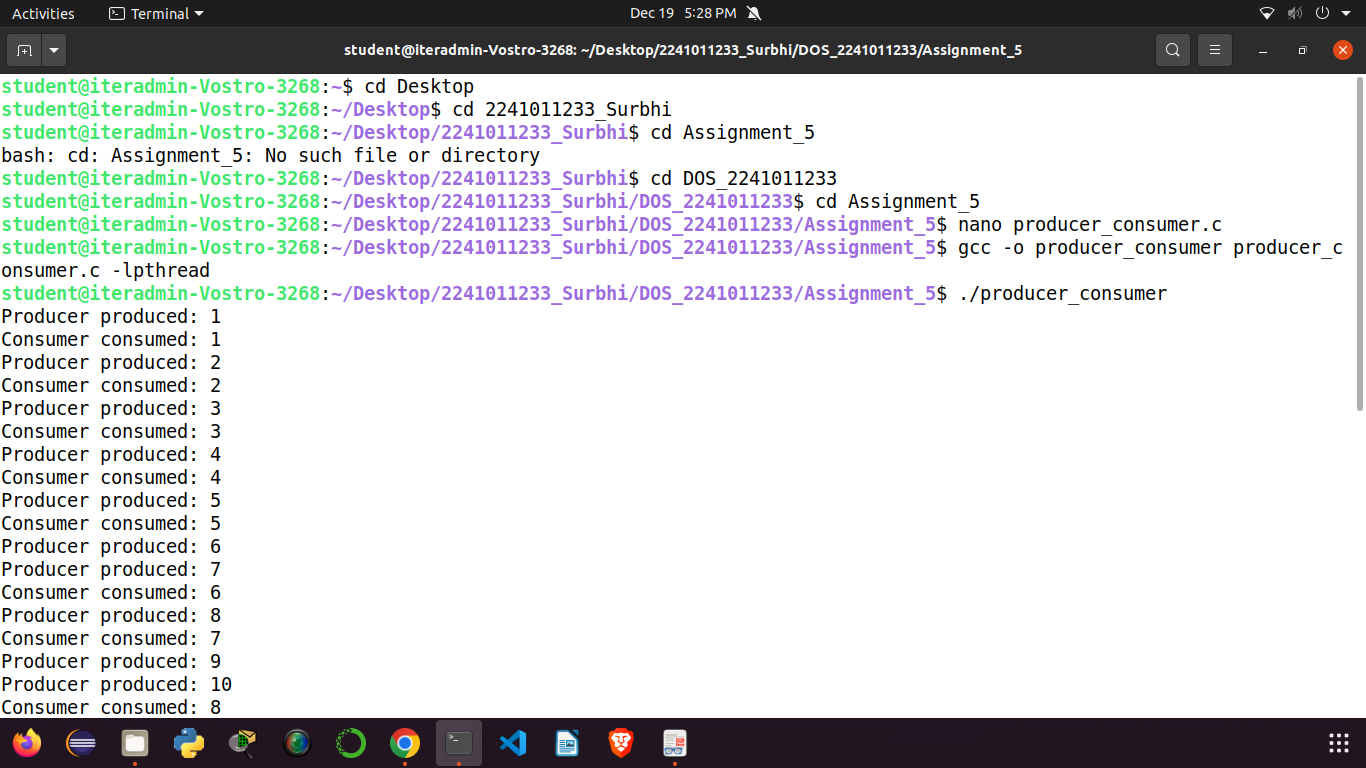 Activities Terminal Dec 19 5:28 PM
student@iteradmin-Vostro-3268: ~/Desktop/2241011233_Surbhi/DOS_2241011233/Assignment_5
student@iteradmin-Vostro-3268:~$ cd Desktop
student@iteradmin-Vostro-3268:~/Desktop$ cd 2241011233_Surbhi
student@iteradmin-Vostro-3268:~/Desktop/2241011233_Surbhi$ cd Assignment_5
bash: cd: Assignment_5: No such file or directory
student@iteradmin-Vostro-3268:~/Desktop/2241011233_Surbhi$ cd DOS_2241011233
student@iteradmin-Vostro-3268:~/Desktop/2241011233_Surbhi/DOS_2241011233$ cd Assignment_5
student@iteradmin-Vostro-3268:~/Desktop/2241011233_Surbhi/DOS_2241011233/Assignment_5$ nano producer_consumer.c
student@iteradmin-Vostro-3268:~/Desktop/2241011233_Surbhi/DOS_2241011233/Assignment_5$ gcc -o producer_consumer producer_c
onsumer.c -lpthread
student@iteradmin-Vostro-3268:~/Desktop/2241011233_Surbhi/DOS_2241011233/Assignment_5$ ./producer_consumer
Producer produced: 1
Consumer consumed: 1
Producer produced: 2
Consumer consumed: 2
Producer produced: 3
Consumer consumed: 3
Producer produced: 4
Consumer consumed: 4
Producer produced: 5
Consumer consumed: 5
Producer produced: 6
Producer produced: 7
Consumer consumed: 6
Producer produced: 8
Consumer consumed: 7
Producer produced: 9
Producer produced: 10
Consumer consumed: 8